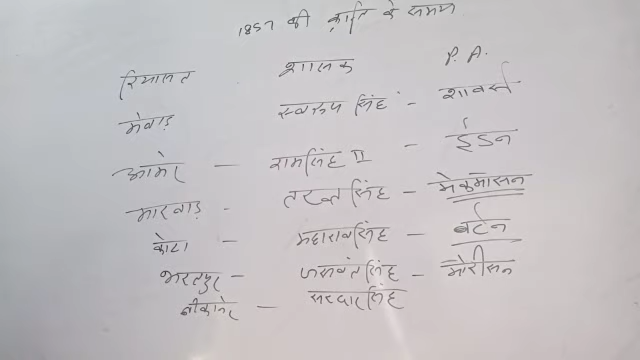 1857 की क्रांति के समय
रियासत शासक P. A.
मेवाड़ स्वरूप सिंह - शावर्स
आमेर - रामसिंह II - ईडन
मारवाड़ - तख्त सिंह - मेकमोसन
कोटा - महारावसिंह - बर्टन
भरतपुर - जसवंत सिंह - मोरीसन
बीकानेर - सरदार सिंह